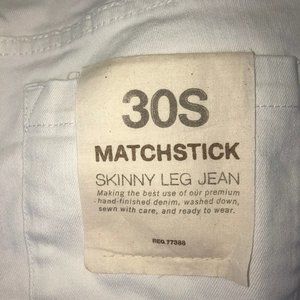 30S
MATCHSTICK
SKINNY LEG JEAN
Making the best use of our premium
hand-finished denim, washed down,
sewn with care, and ready to wear.
REG.77388